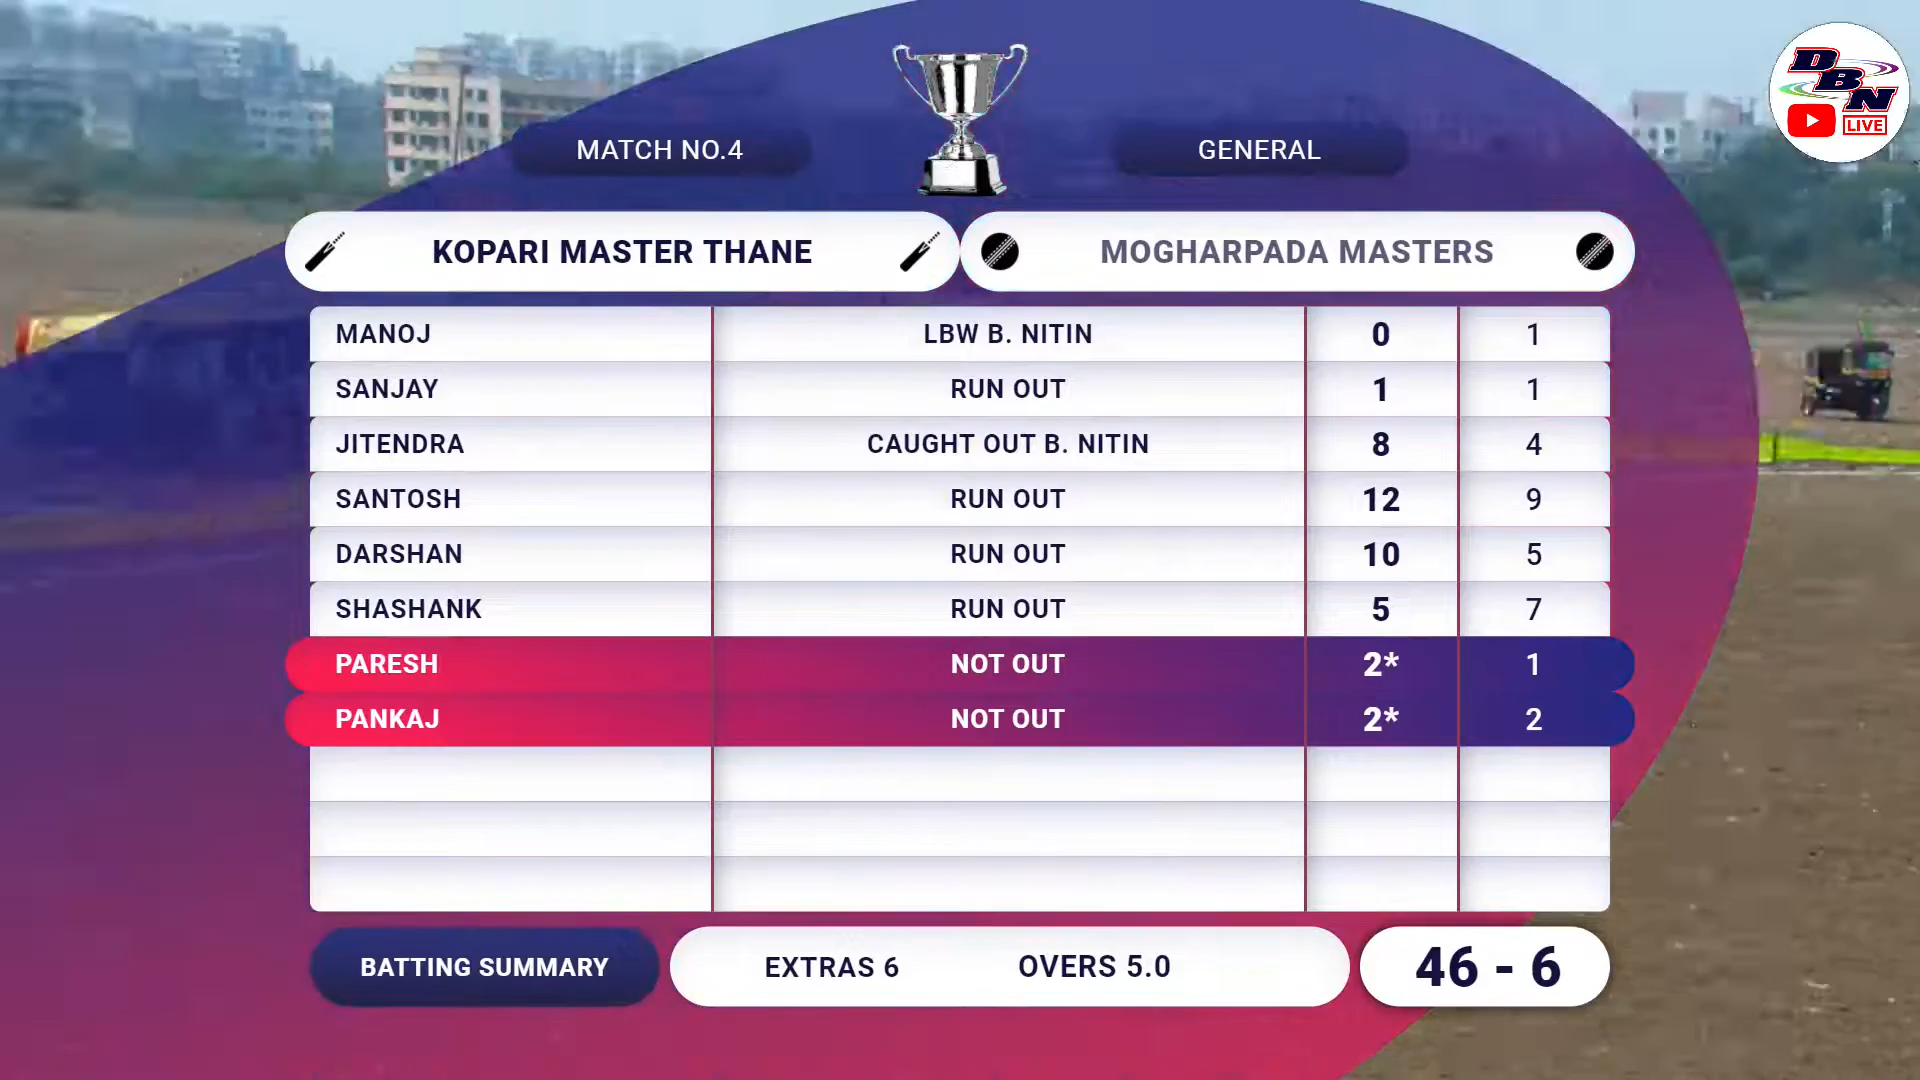 DBN
LIVE
MATCH NO.4
GENERAL
KOPARI MASTER THANE
MOGHARPADA MASTERS
MANOJ LBW B. NITIN 0 1
SANJAY RUN OUT 1 1
JITENDRA CAUGHT OUT B. NITIN 8 4
SANTOSH RUN OUT 12 9
DARSHAN RUN OUT 10 5
SHASHANK RUN OUT 5 7
PARESH NOT OUT 2* 1
PANKAJ NOT OUT 2* 2
BATTING SUMMARY EXTRAS 6 OVERS 5.0 46 - 6